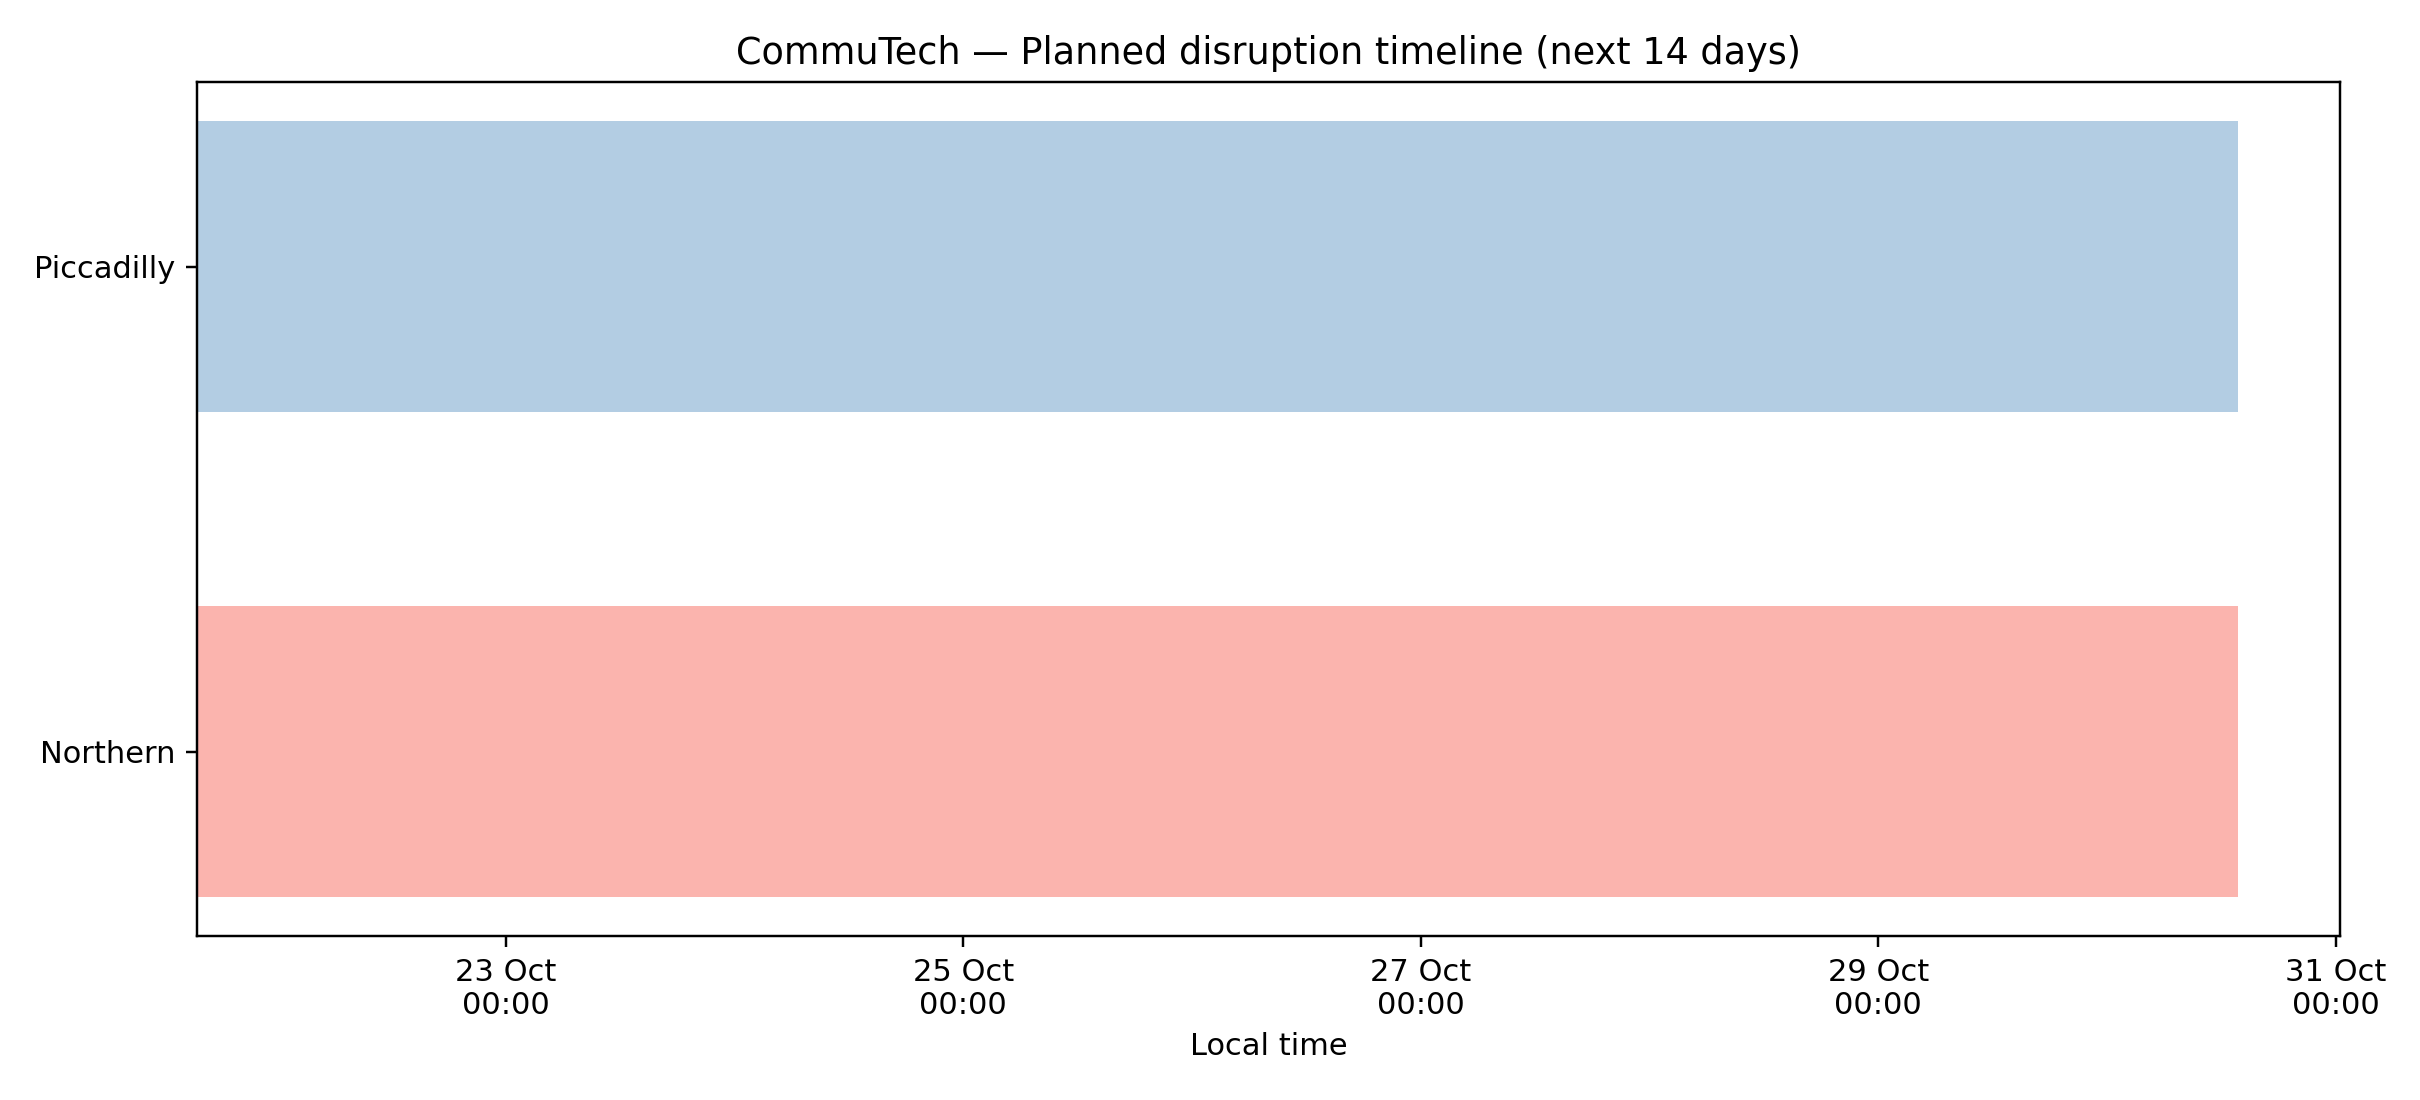 CommuTech — Planned disruption timeline (next 14 days)
Piccadilly
Northern
23 Oct
00:00
25 Oct
00:00
27 Oct
00:00
29 Oct
00:00
31 Oct
00:00
Local time